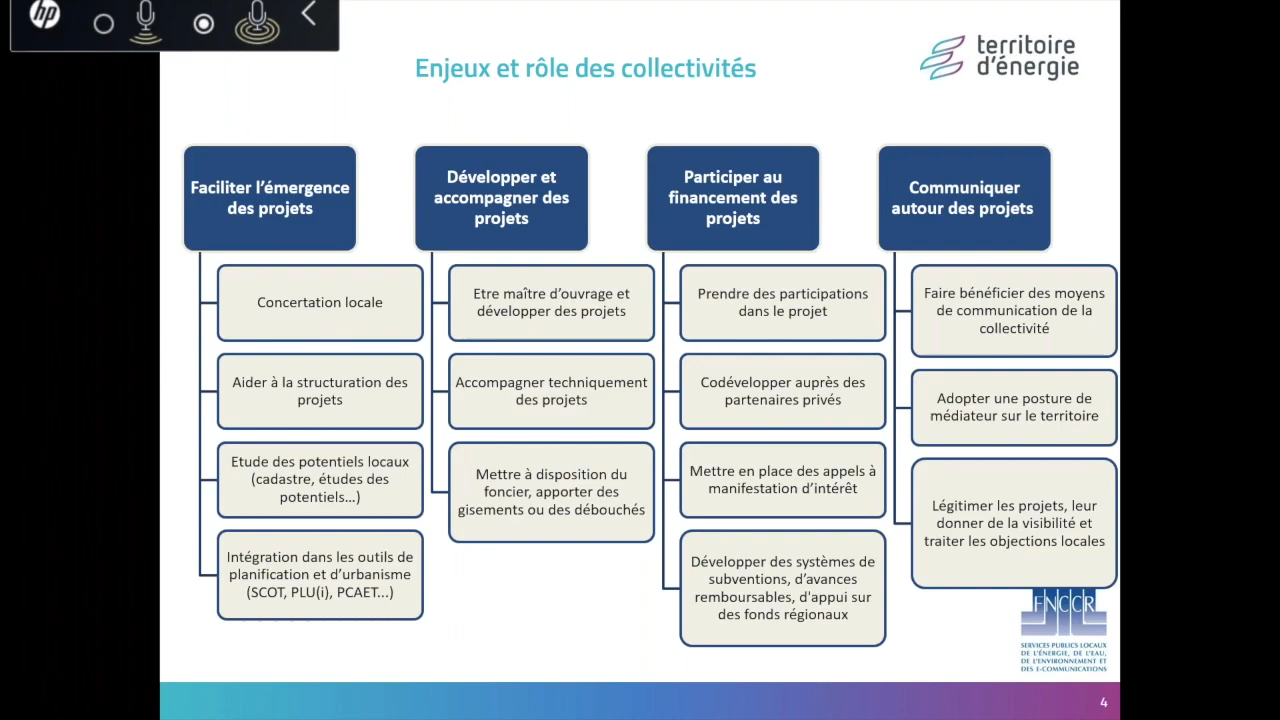 hp
Enjeux et rôle des collectivités
territoire
d'énergie
Faciliter l'émergence
des projets
Concertation locale
Aider à la structuration des
projets
Etude des potentiels locaux
(cadastre, études des
potentiels…)
Intégration dans les outils de
planification et d'urbanisme
(SCOT, PLU(i), PCAET...)
Développer et
accompagner des
projets
Etre maître d'ouvrage et
développer des projets
Accompagner techniquement
des projets
Mettre à disposition du
foncier, apporter des
gisements ou des débouchés
Participer au
financement des
projets
Prendre des participations
dans le projet
Codévelopper auprès des
partenaires privés
Mettre en place des appels à
manifestation d'intérêt
Développer des systèmes de
subventions, d'avances
remboursables, d'appui sur
des fonds régionaux
Communiquer
autour des projets
Faire bénéficier des moyens
de communication de la
collectivité
Adopter une posture de
médiateur sur le territoire
Légitimer les projets, leur
donner de la visibilité et
traiter les objections locales
FNCCR
SERVICES PUBLICS LOCAUX
DE L'ÉNERGIE, DE L'EAU,
DE L'ENVIRONNEMENT ET
DES E-COMMUNICATIONS
4